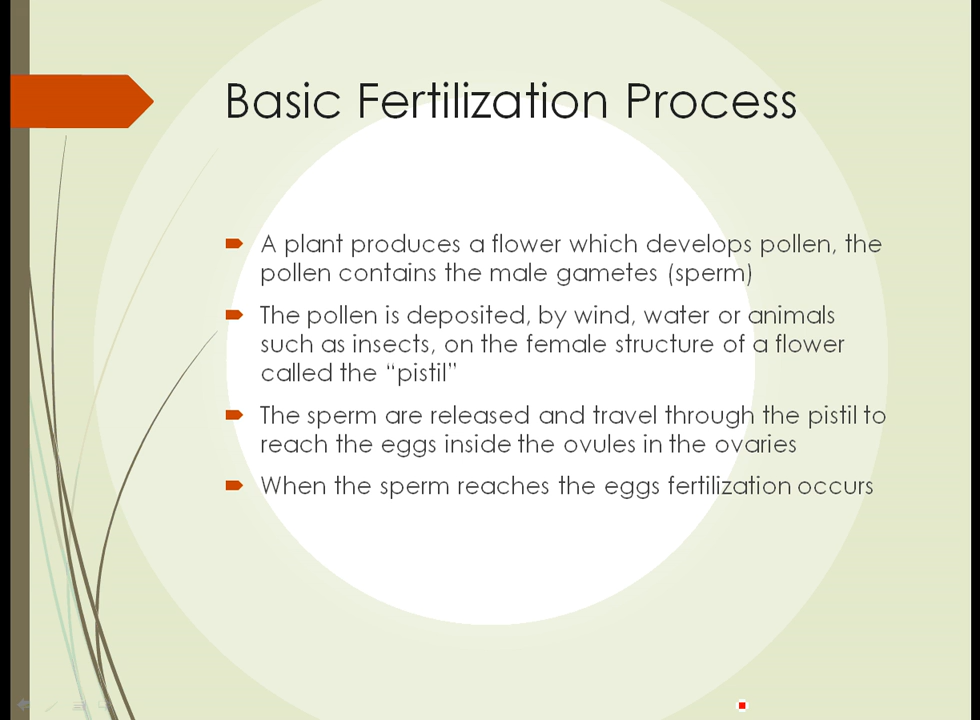 Basic Fertilization Process
A plant produces a flower which develops pollen, the
pollen contains the male gametes (sperm)
The pollen is deposited, by wind, water or animals
such as insects, on the female structure of a flower
called the “pistil”
The sperm are released and travel through the pistil to
reach the eggs inside the ovules in the ovaries
When the sperm reaches the eggs fertilization occurs